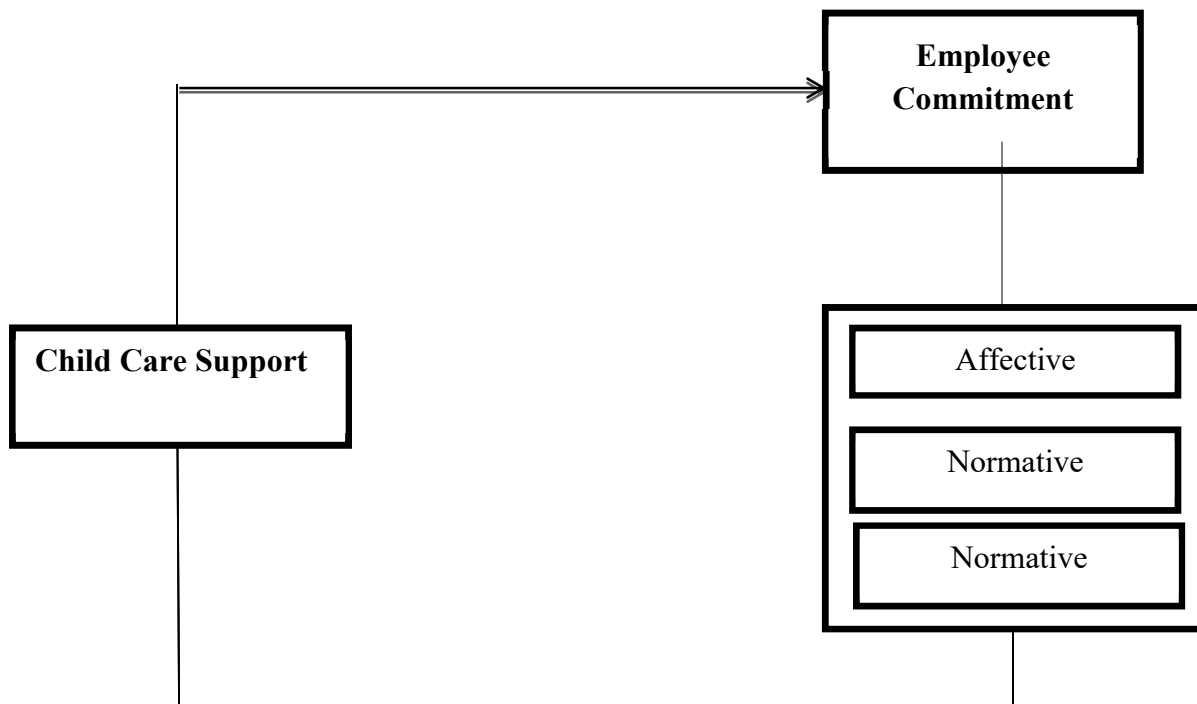 Employee
Commitment
Child Care Support
Affective
Normative
Normative